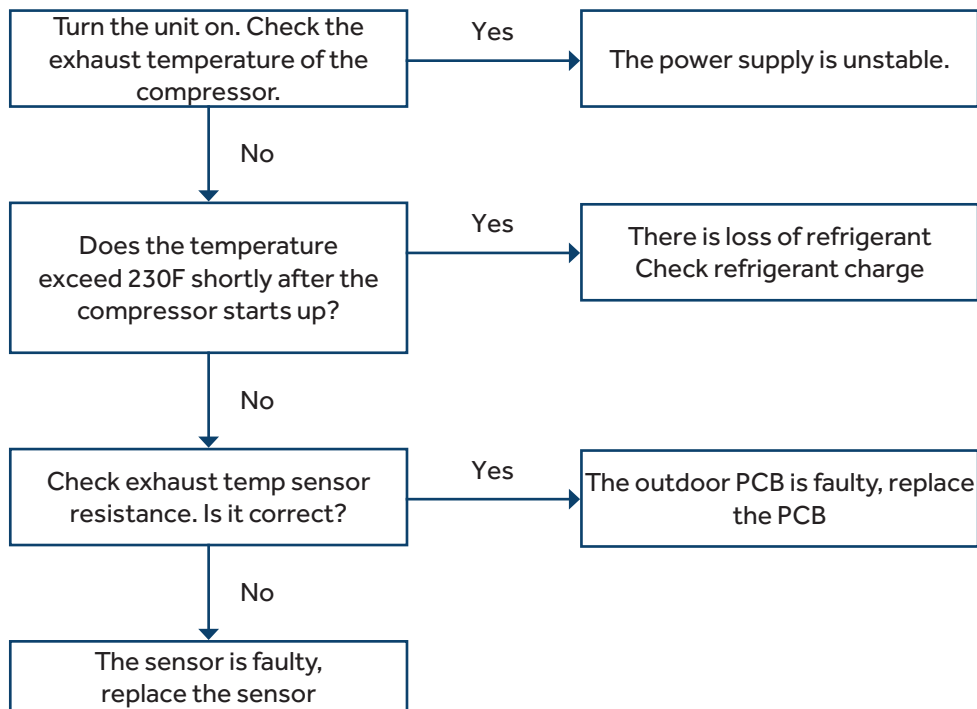 Turn the unit on. Check the
exhaust temperature of the
compressor.
Yes
The power supply is unstable.
No
Does the temperature
exceed 230F shortly after the
compressor starts up?
Yes
There is loss of refrigerant
Check refrigerant charge
No
Check exhaust temp sensor
resistance. Is it correct?
Yes
The outdoor PCB is faulty, replace
the PCB
No
The sensor is faulty,
replace the sensor